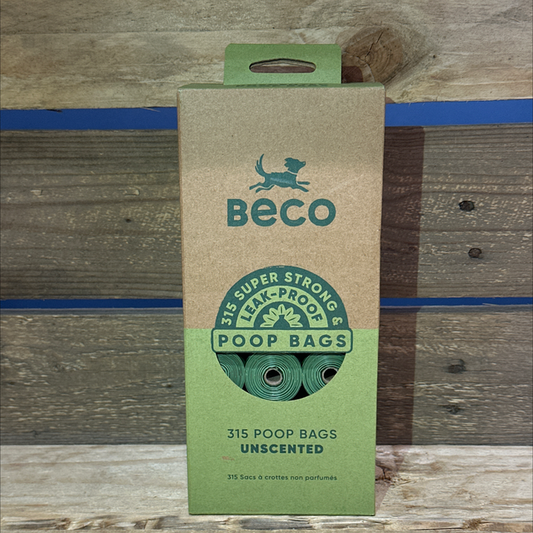 BeCO
315 SUPER STRONG &
LEAK-PROOF
POOP BAGS
315 POOP BAGS
UNSCENTED
315 Sacs à crottes non parfumés